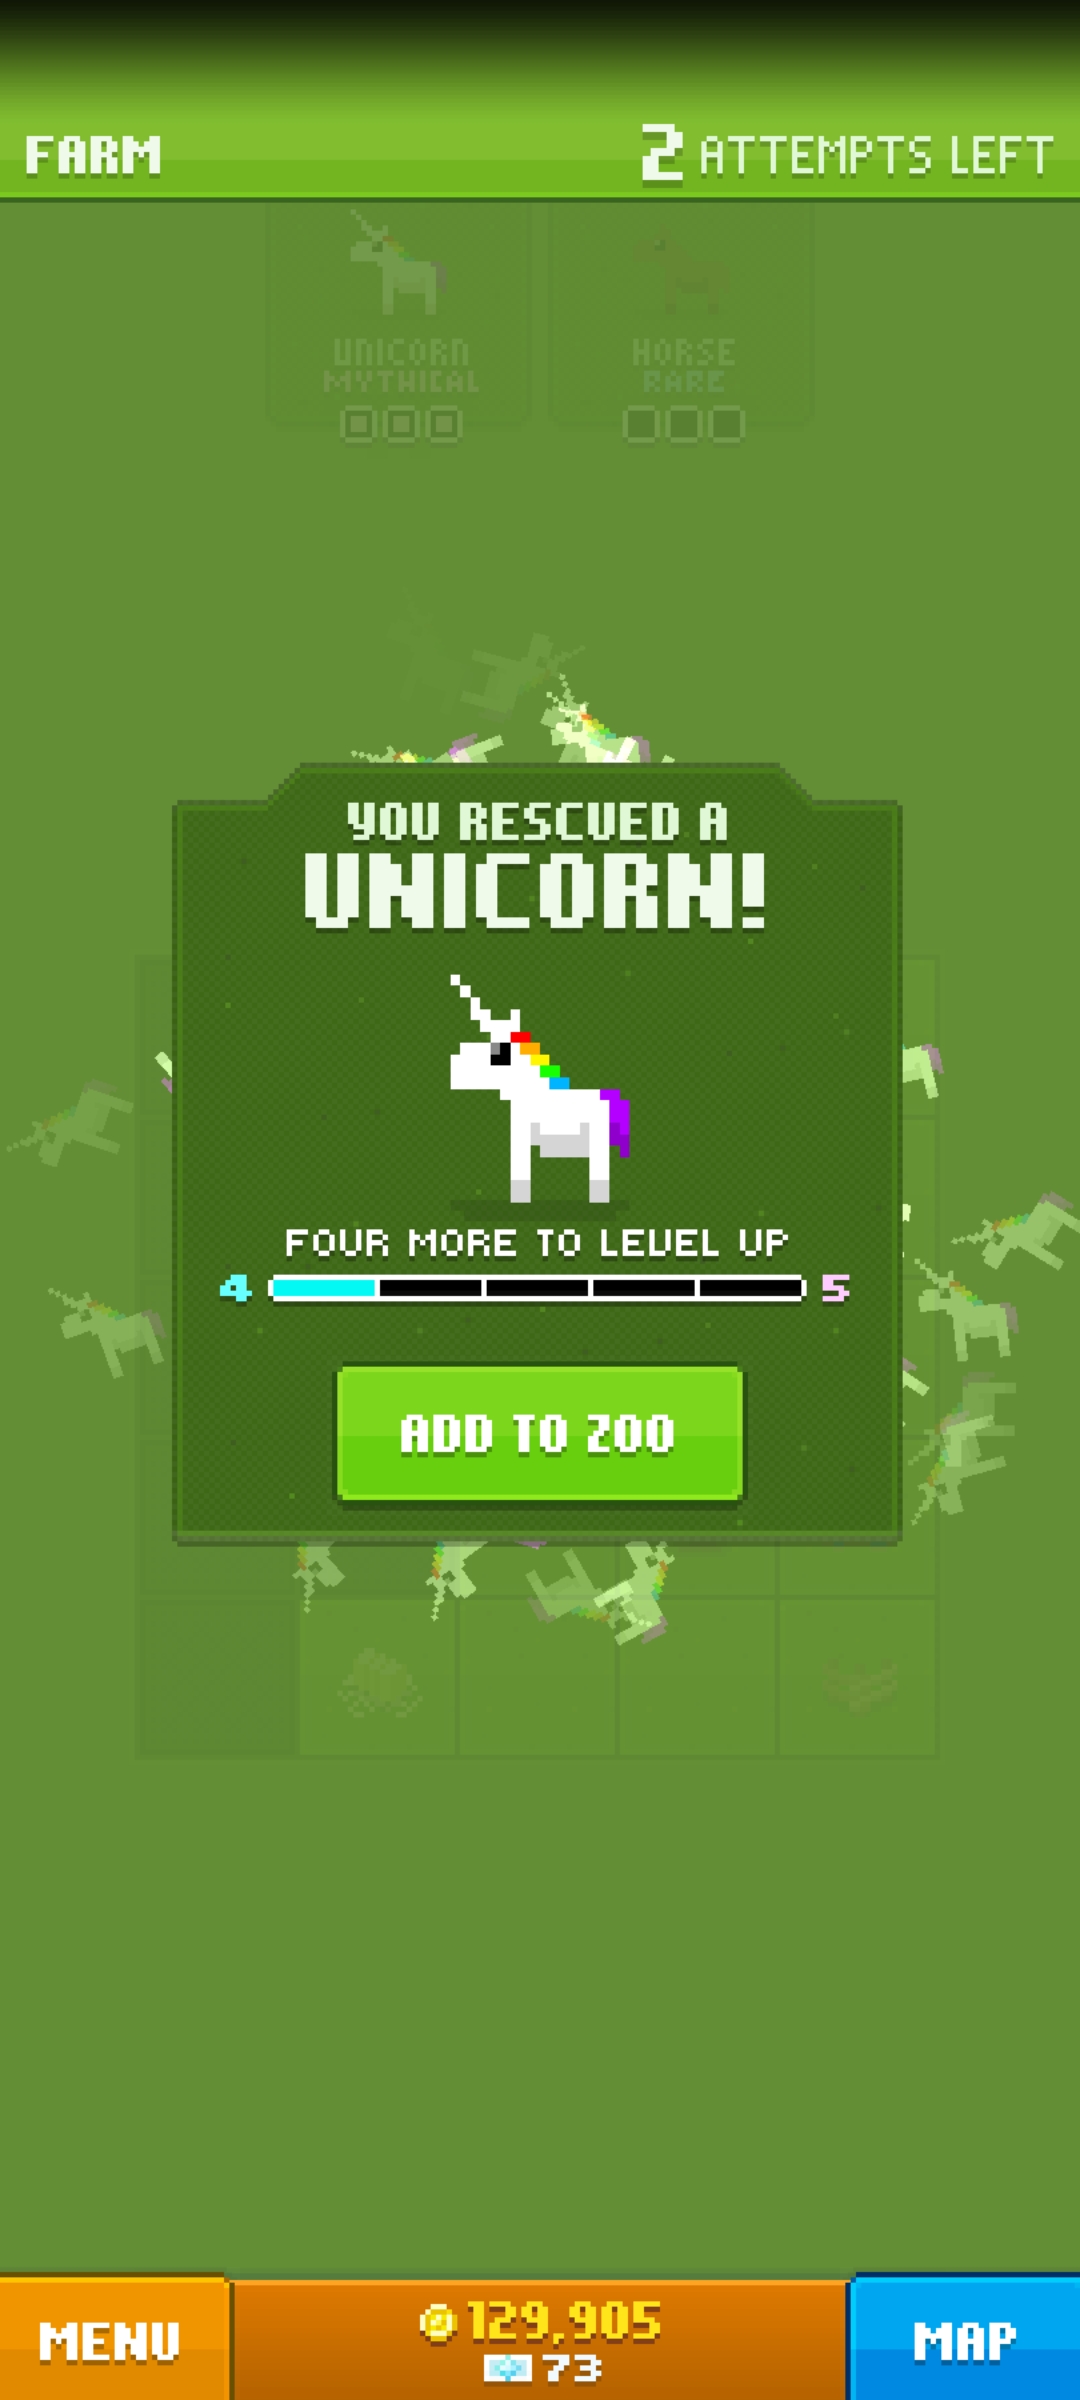 FARM
2 ATTEMPTS LEFT
UNICORN
MYTHICAL
HORSE
RARE
YOU RESCUED A
UNICORN!
FOUR MORE TO LEVEL UP
4
5
ADD TO ZOO
MENU
129,905
73
MAP